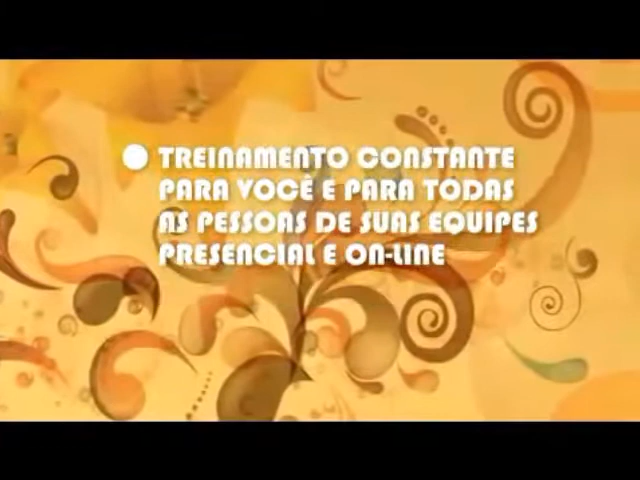 ● TREINAMENTO CONSTANTE
PARA VOCÊ E PARA TODAS
AS PESSOAS DE SUAS EQUIPES
PRESENCIAL E ON-LINE